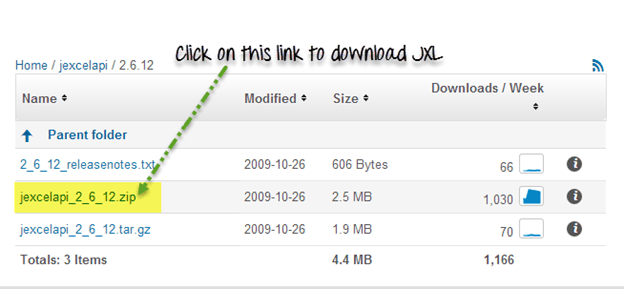 Click on this link to download JXL
Home / jexcelapi / 2.6.12
Name Modified Size Downloads / Week
Parent folder
2_6_12_releasenotes.txt 2009-10-26 606 Bytes 66
jexcelapi_2_6_12.zip 2009-10-26 2.5 MB 1,030
jexcelapi_2_6_12.tar.gz 2009-10-26 1.9 MB 70
Totals: 3 Items 4.4 MB 1,166